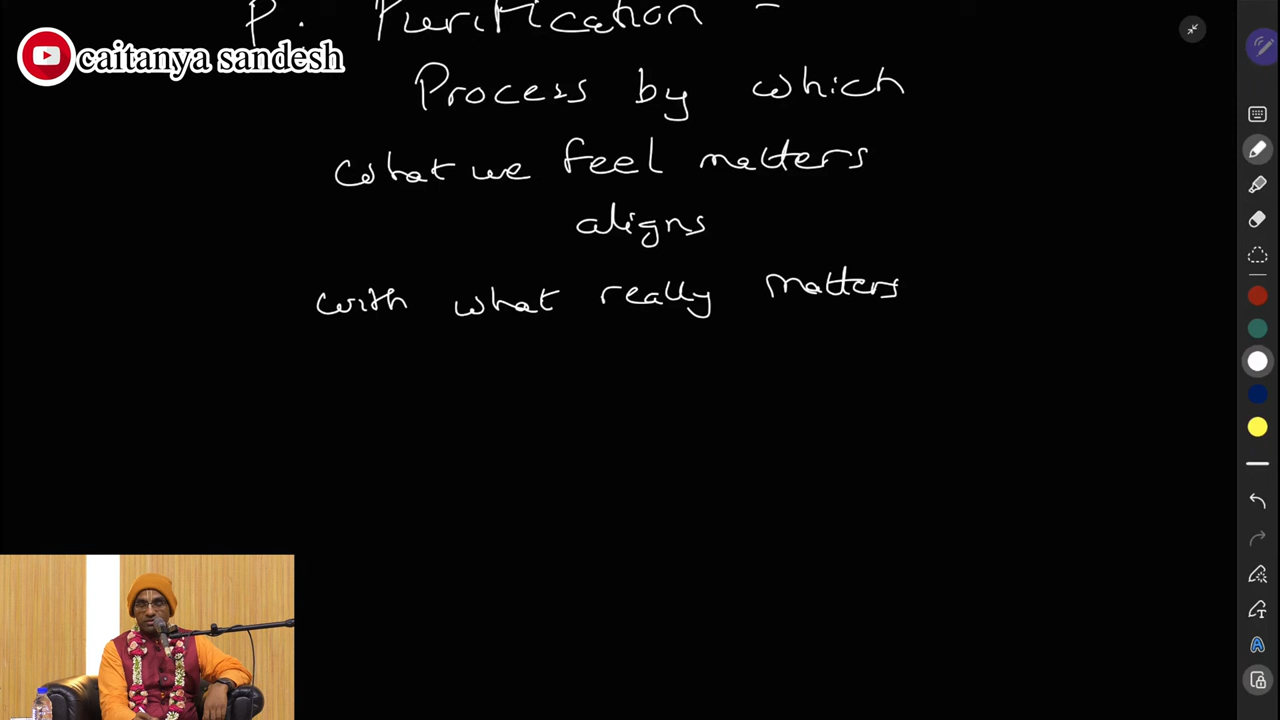 P. Purification -
caitanya sandesh
Process by which
what we feel matters
aligns
with what really matters